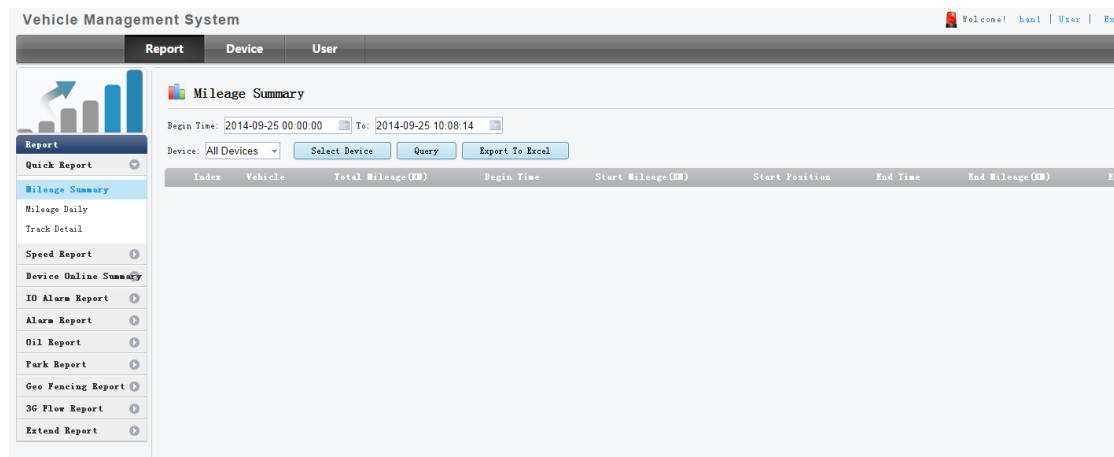 Vehicle Management System
Welcome! han1 | User | Ex
Report Device User
Mileage Summary
Begin Time: 2014-09-25 00:00:00 To: 2014-09-25 10:08:14
Device: All Devices Select Device Query Export To Excel
Index Vehicle Total Mileage(KM) Begin Time Start Mileage(KM) Start Position End Time End Mileage(KM) E
Report
Quick Report
Mileage Summary
Mileage Daily
Track Detail
Speed Report
Device Online Summary
IO Alarm Report
Alarm Report
Oil Report
Park Report
Geo Fencing Report
3G Flow Report
Extend Report